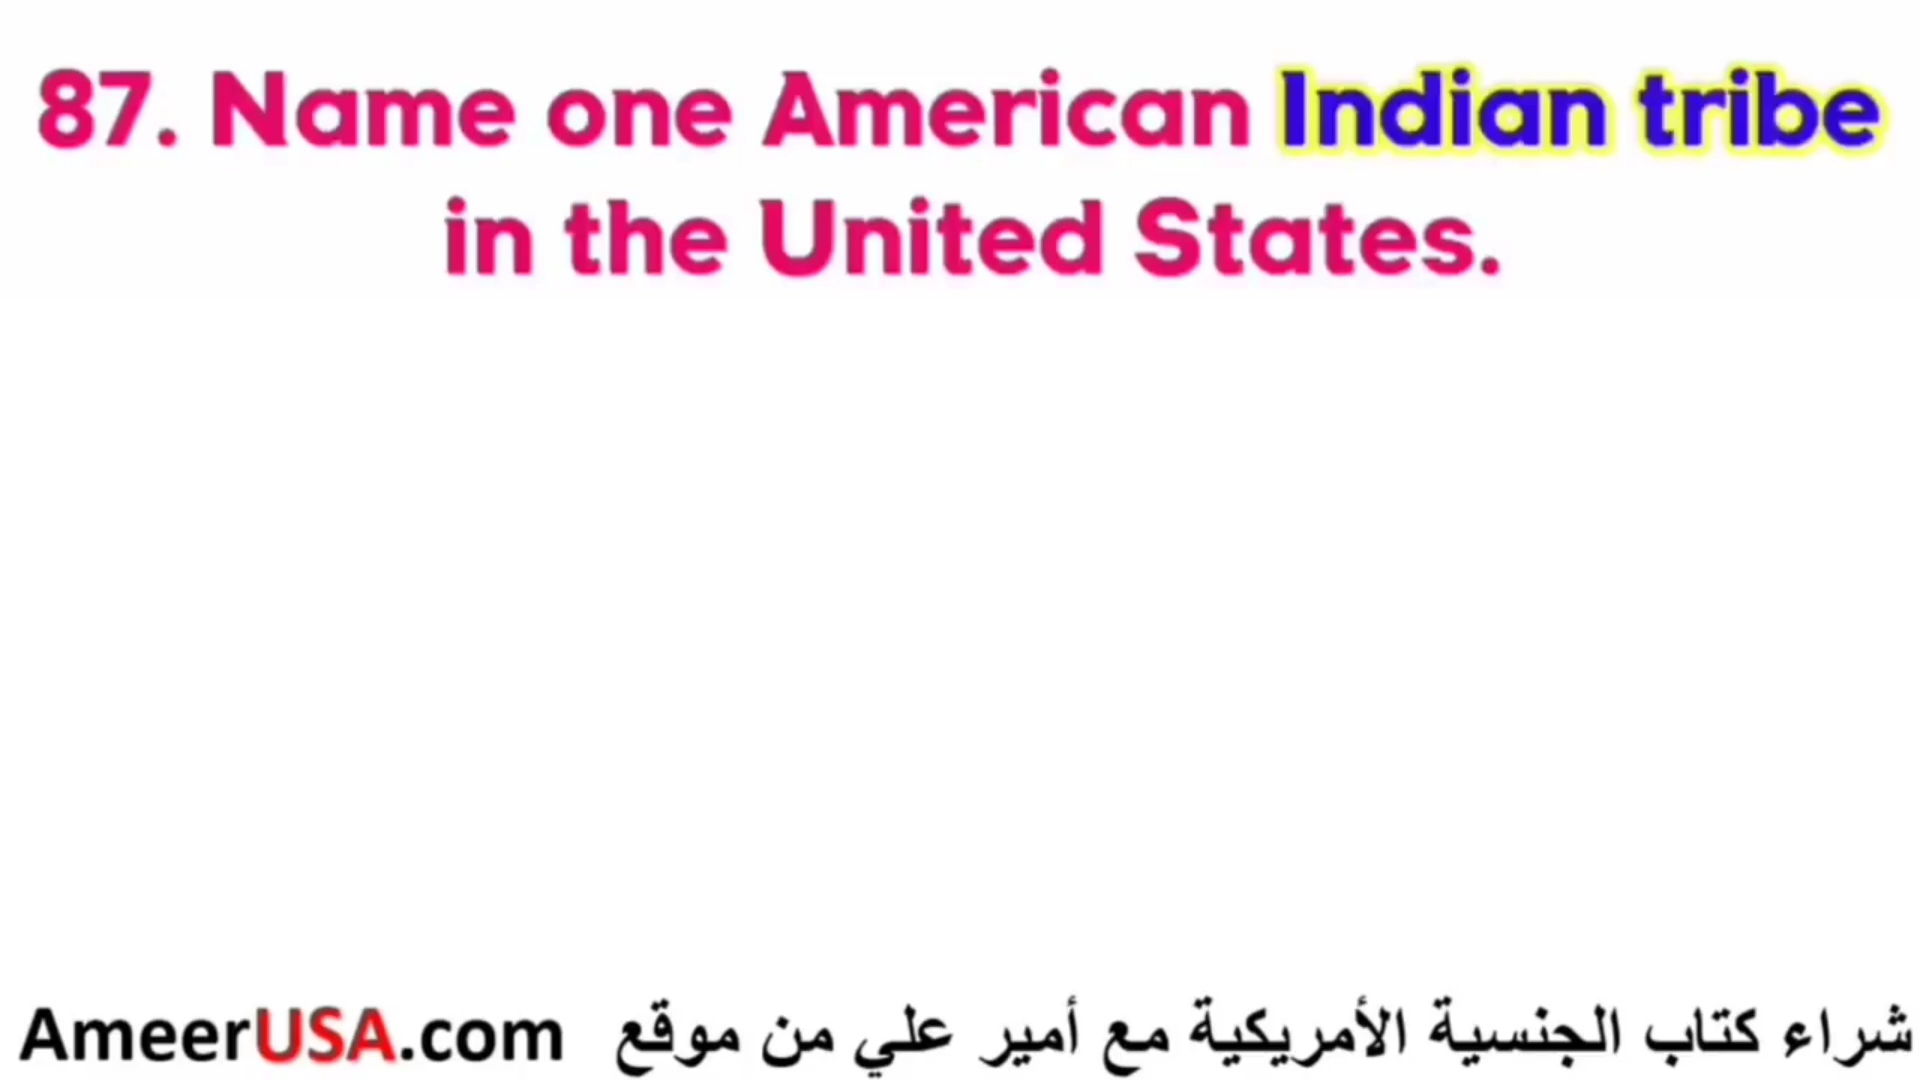 87. Name one American Indian tribe
in the United States.
شراء كتاب الجنسية الأمريكية مع أمير علي من موقع AmeerUSA.com